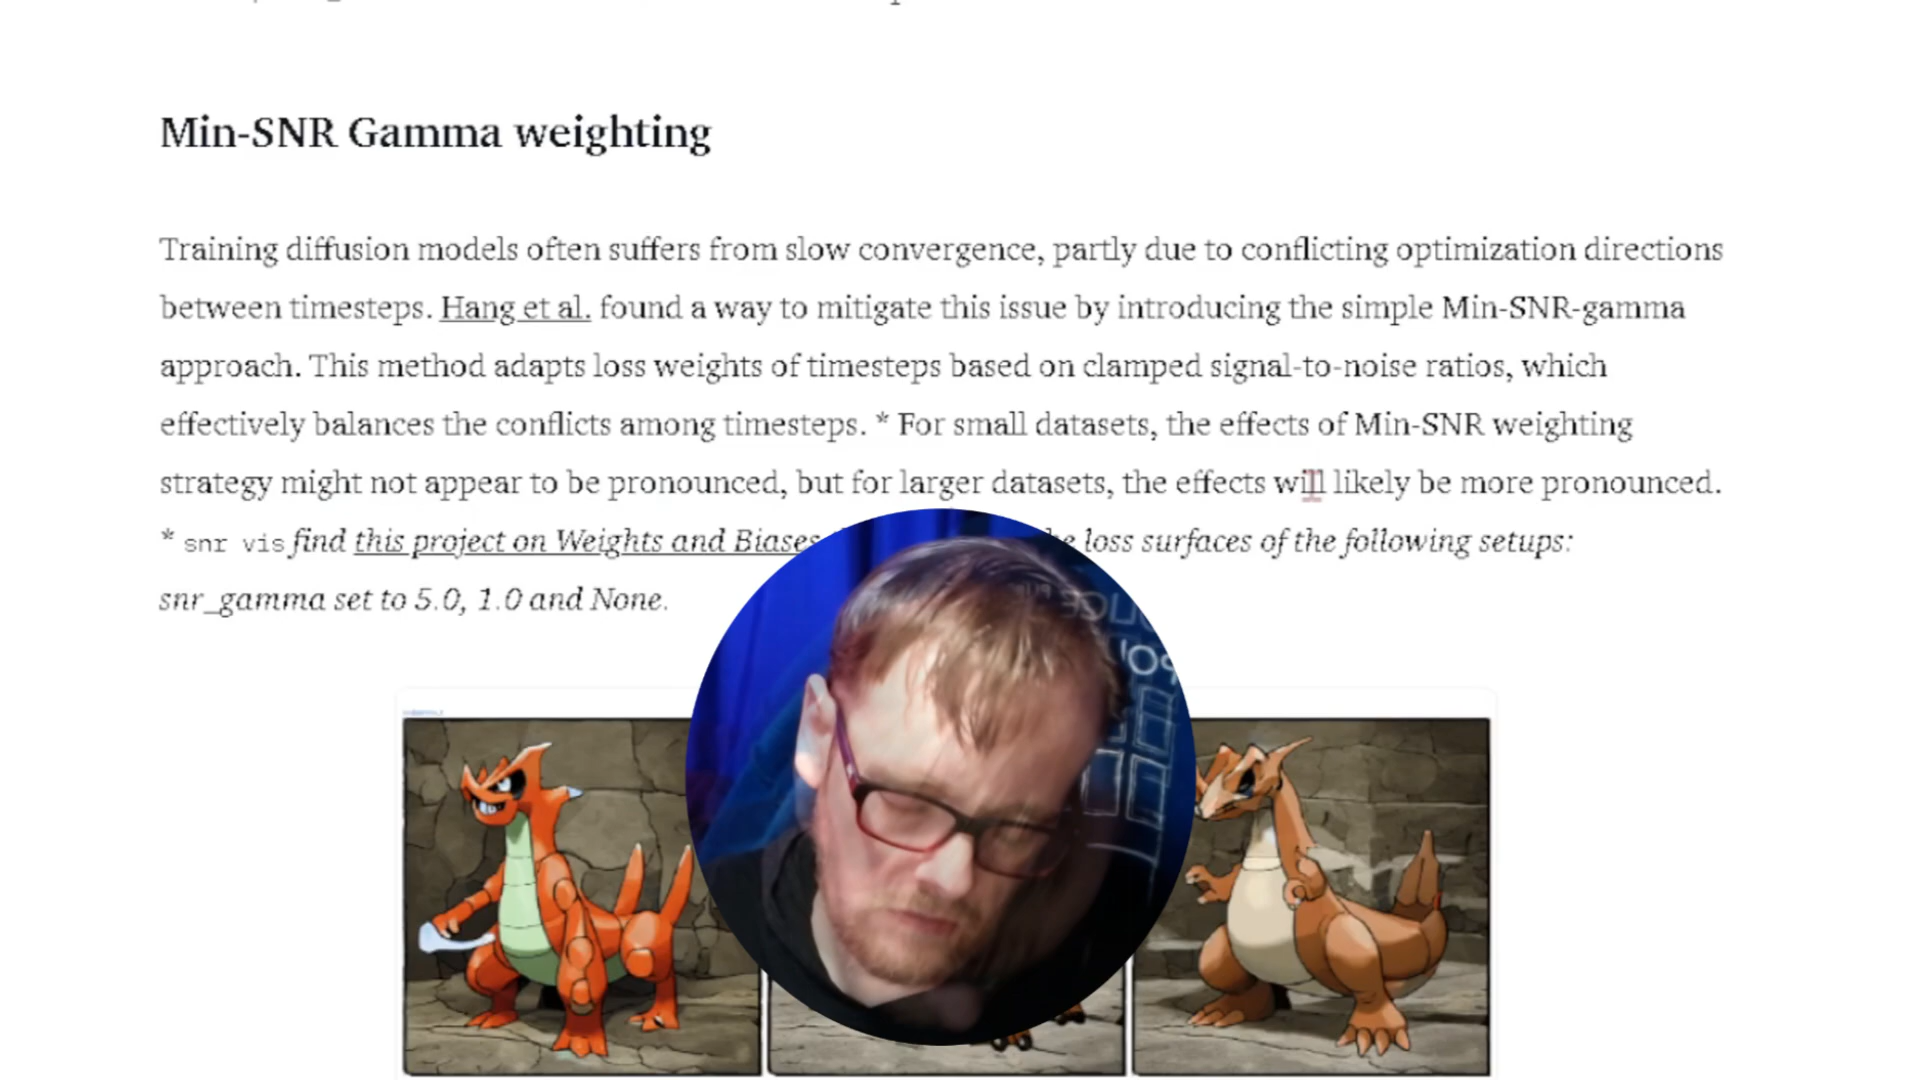 Min-SNR Gamma weighting
Training diffusion models often suffers from slow convergence, partly due to conflicting optimization directions
between timesteps. Hang et al. found a way to mitigate this issue by introducing the simple Min-SNR-gamma
approach. This method adapts loss weights of timesteps based on clamped signal-to-noise ratios, which
effectively balances the conflicts among timesteps. * For small datasets, the effects of Min-SNR weighting
strategy might not appear to be pronounced, but for larger datasets, the effects will likely be more pronounced.
* snr vis find this project on Weights and Biases loss surfaces of the following setups:
snr_gamma set to 5.0, 1.0 and None.